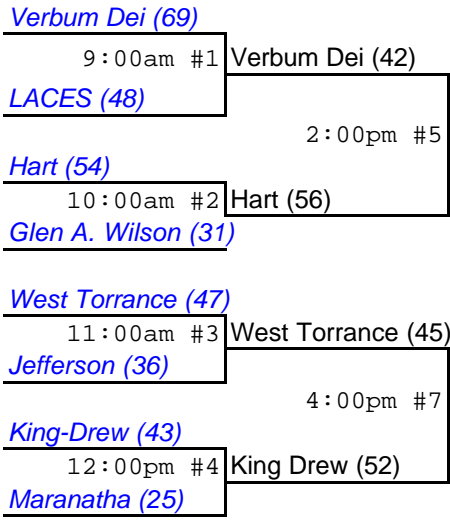 Verbum Dei (69)
9:00am #1 Verbum Dei (42)
LACES (48)
2:00pm #5
Hart (54)
10:00am #2 Hart (56)
Glen A. Wilson (31)
West Torrance (47)
11:00am #3 West Torrance (45)
Jefferson (36)
4:00pm #7
King-Drew (43)
12:00pm #4 King Drew (52)
Maranatha (25)